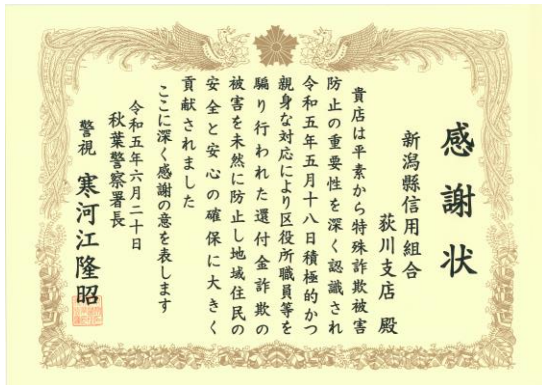 感謝状
新潟縣信用組合
荻川支店 殿
貴店は平素から特殊詐欺被害
防止の重要性を深く認識され
令和五年五月十八日積極的かつ
親身な対応により区役所職員等を
騙り行われた還付金詐欺の
被害を未然に防止し地域住民の
安全と安心の確保に大きく
貢献されました
ここに深く感謝の意を表します
令和五年六月二十日
秋葉警察署長
警視 寒河江隆昭